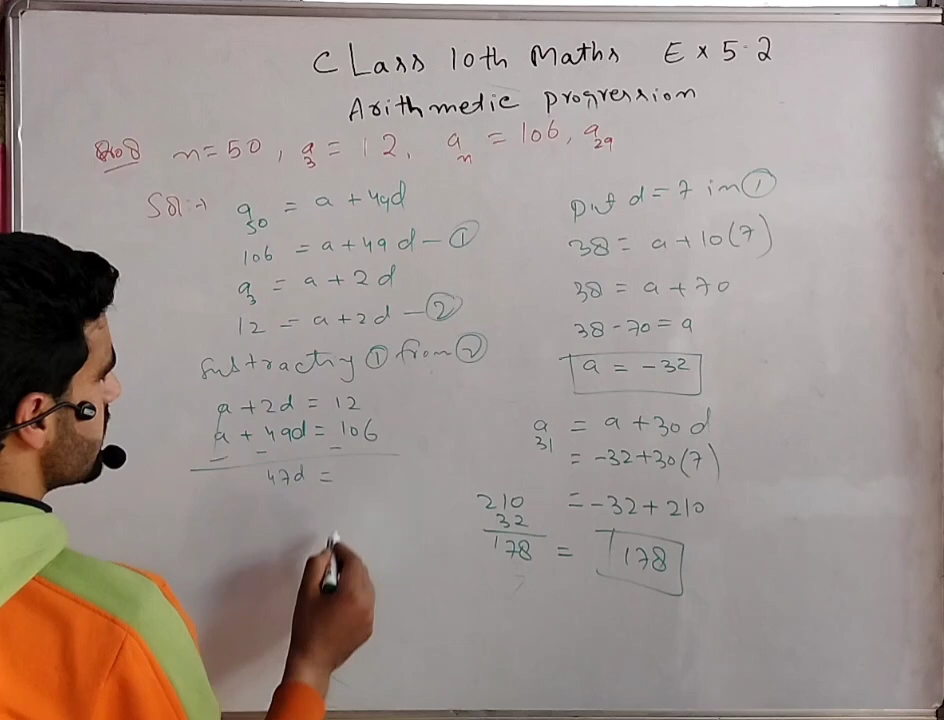 Class 10th Maths Ex 5.2
Arithmedic progression
Q.no8 n=50, a3 = 12, an = 106, a29
Sol:→
a50 = a + 49d
106 = a + 49d - ①
a3 = a + 2d
12 = a + 2d - ②
Subtracting ① from ②
a + 2d = 12
a + 49d = 106
- - -
47d =
put d = 7 in ①
38 = a + 10(7)
38 = a + 70
38 - 70 = a
a = -32
a31 = a + 30d
= -32+30(7)
210
32
178
= -32 + 210
= 178